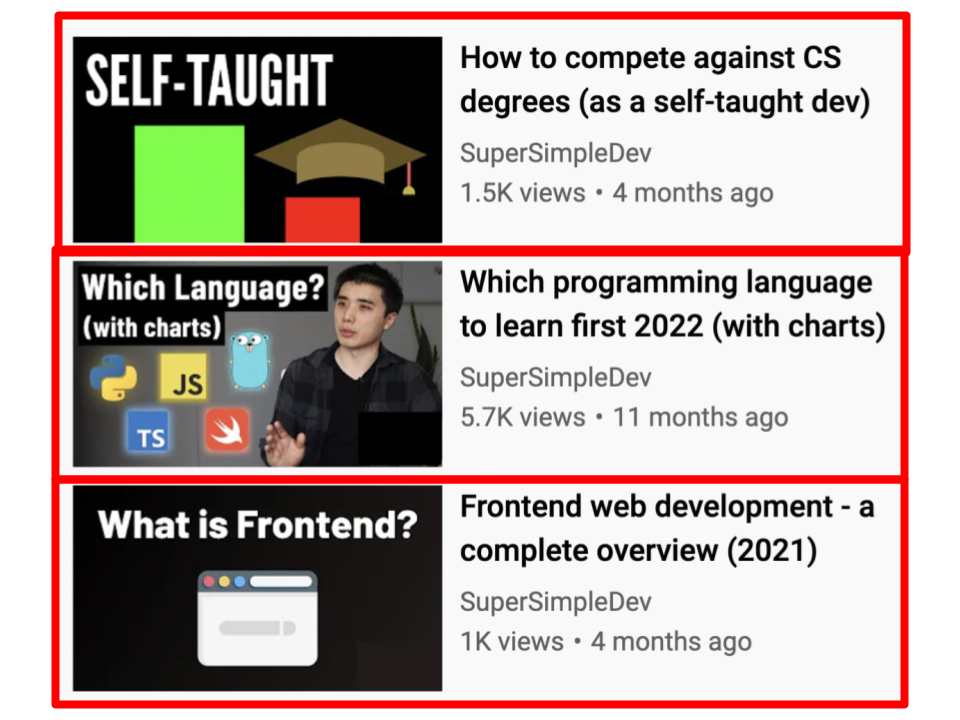 SELF-TAUGHT
How to compete against CS
degrees (as a self-taught dev)
SuperSimpleDev
1.5K views • 4 months ago
Which Language?
(with charts)
JS
TS
Which programming language
to learn first 2022 (with charts)
SuperSimpleDev
5.7K views • 11 months ago
What is Frontend?
Frontend web development - a
complete overview (2021)
SuperSimpleDev
1K views • 4 months ago